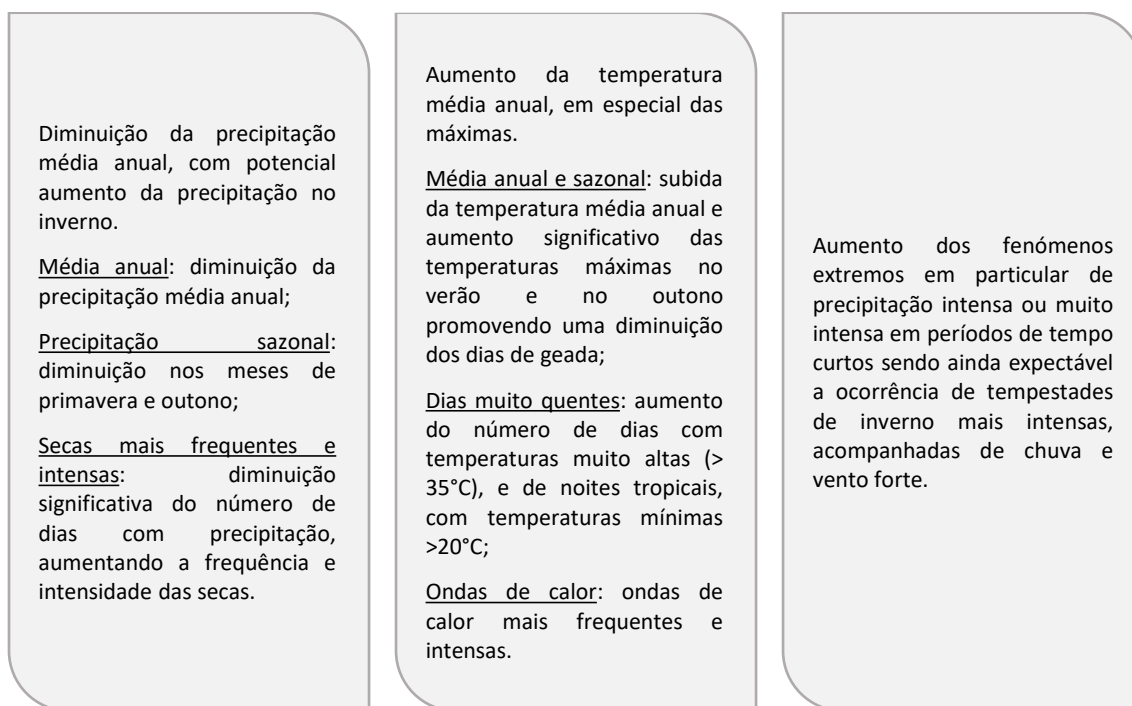 Diminuição da precipitação
média anual, com potencial
aumento da precipitação no
inverno.
Média anual: diminuição da
precipitação média anual;
Precipitação sazonal:
diminuição nos meses de
primavera e outono;
Secas mais frequentes e
intensas: diminuição
significativa do número de
dias com precipitação,
aumentando a frequência e
intensidade das secas.
Aumento da temperatura
média anual, em especial das
máximas.
Média anual e sazonal: subida
da temperatura média anual e
aumento significativo das
temperaturas máximas no
verão e no outono
promovendo uma diminuição
dos dias de geada;
Dias muito quentes: aumento
do número de dias com
temperaturas muito altas (>
35°C), e de noites tropicais,
com temperaturas mínimas
>20°C;
Ondas de calor: ondas de
calor mais frequentes e
intensas.
Aumento dos fenómenos
extremos em particular de
precipitação intensa ou muito
intensa em períodos de tempo
curtos sendo ainda expectável
a ocorrência de tempestades
de inverno mais intensas,
acompanhadas de chuva e
vento forte.